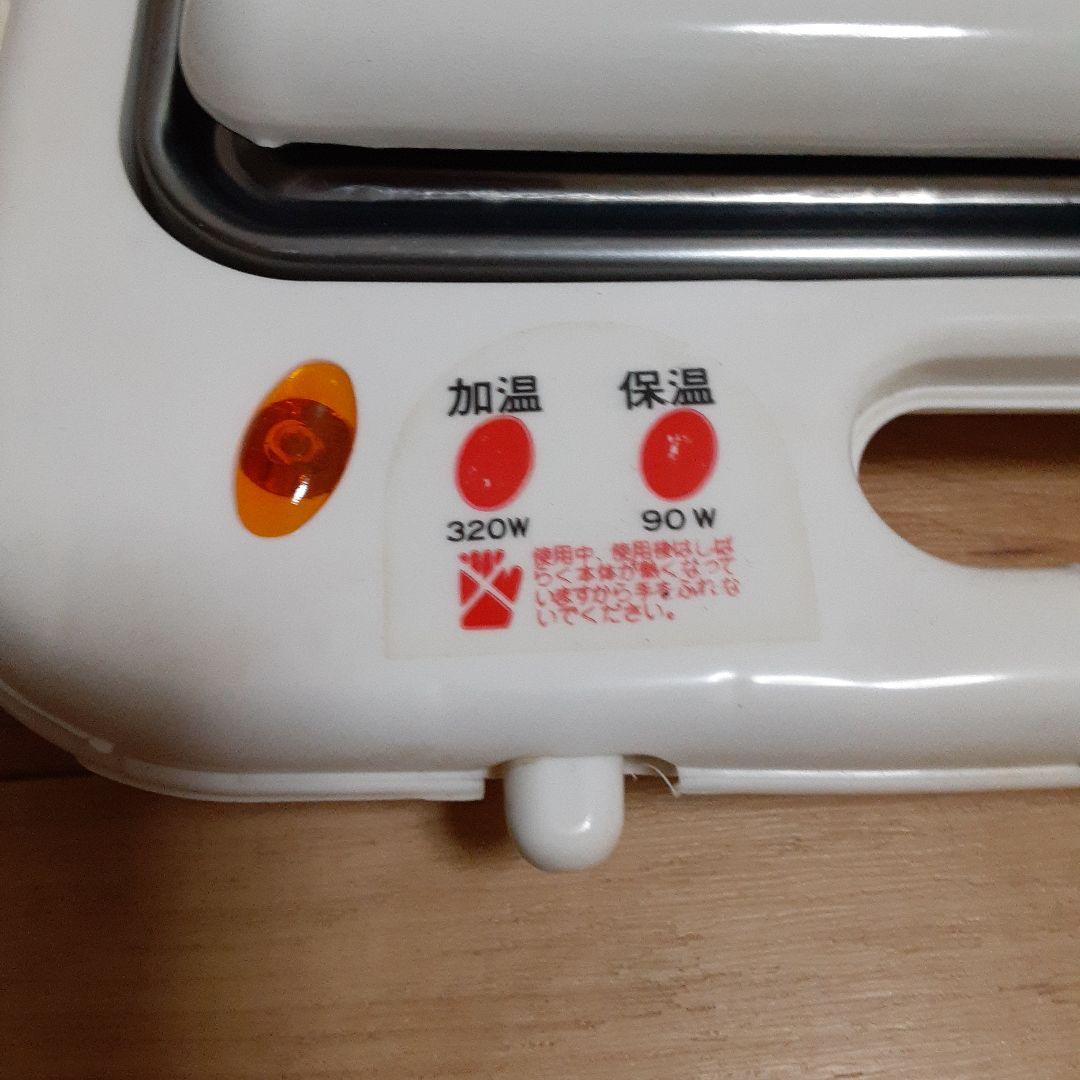 加温 保温
320W 90W
使用中、使用後はしば
らく本体が熱くなって
いますから手をふれな
いでください。